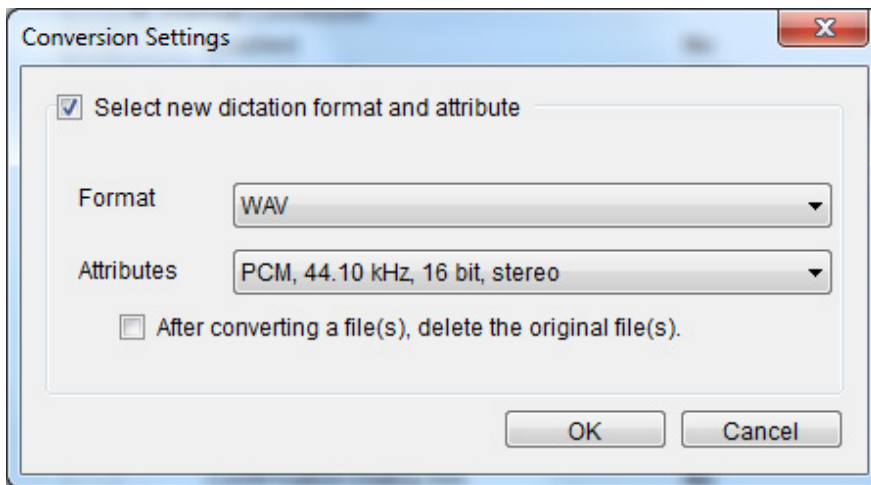 Conversion Settings
Select new dictation format and attribute
Format
WAV
Attributes
PCM, 44.10 kHz, 16 bit, stereo
After converting a file(s), delete the original file(s).
OK
Cancel